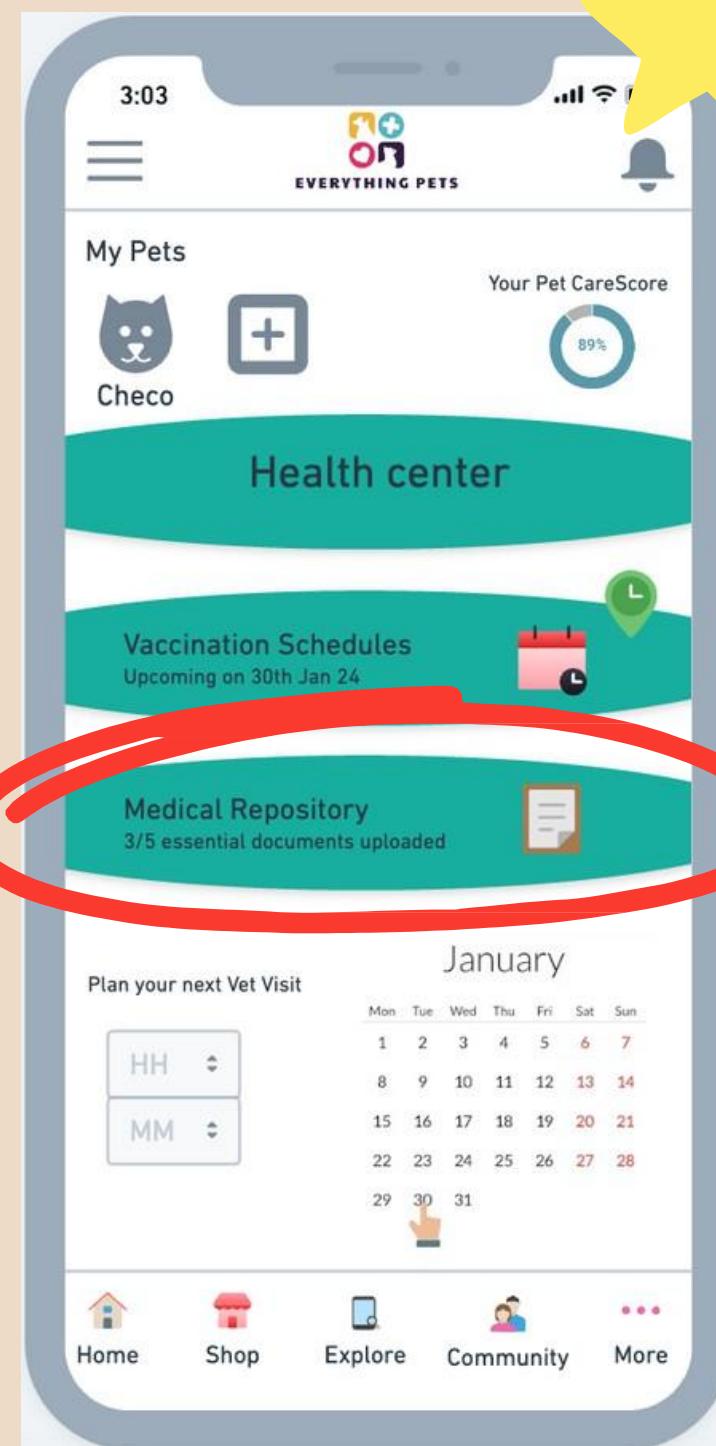 3:03
EVERYTHING PETS
My Pets
Your Pet CareScore
89%
Checo
Health center
Vaccination Schedules
Upcoming on 30th Jan 24
Medical Repository
3/5 essential documents uploaded
Plan your next Vet Visit
HH
MM
January
Mon Tue Wed Thu Fri Sat Sun
1 2 3 4 5 6 7
8 9 10 11 12 13 14
15 16 17 18 19 20 21
22 23 24 25 26 27 28
29 30 31
Home Shop Explore Community More